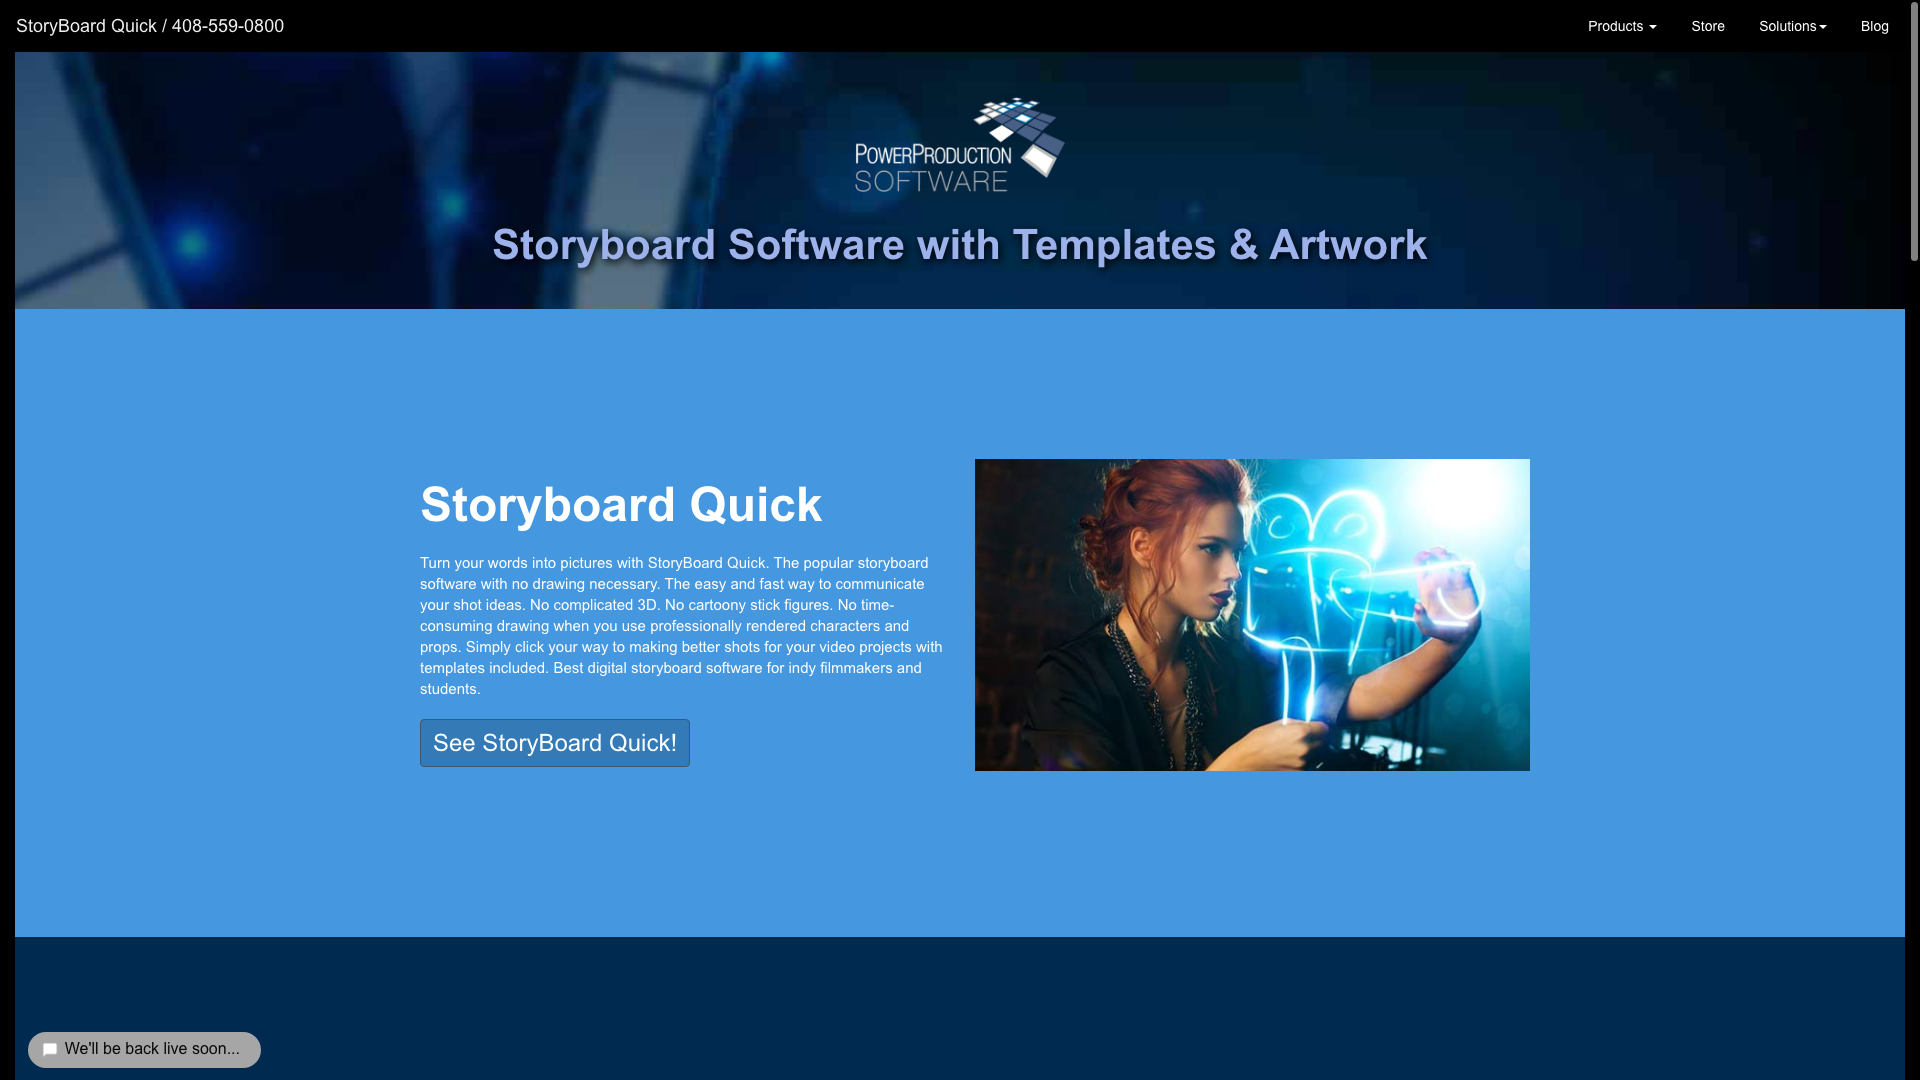 StoryBoard Quick / 408-559-0800
Products
Store
Solutions
Blog
POWERPRODUCTION
SOFTWARE
Storyboard Software with Templates & Artwork
Storyboard Quick
Turn your words into pictures with StoryBoard Quick. The popular storyboard
software with no drawing necessary. The easy and fast way to communicate
your shot ideas. No complicated 3D. No cartoony stick figures. No time-
consuming drawing when you use professionally rendered characters and
props. Simply click your way to making better shots for your video projects with
templates included. Best digital storyboard software for indy filmmakers and
students.
See StoryBoard Quick!
We'll be back live soon...